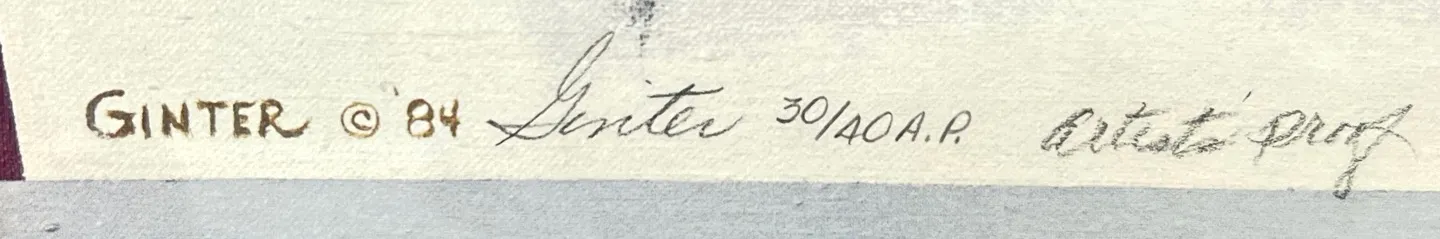 GINTER © '84 Ginter 30/40 A.P. Artist's Proof